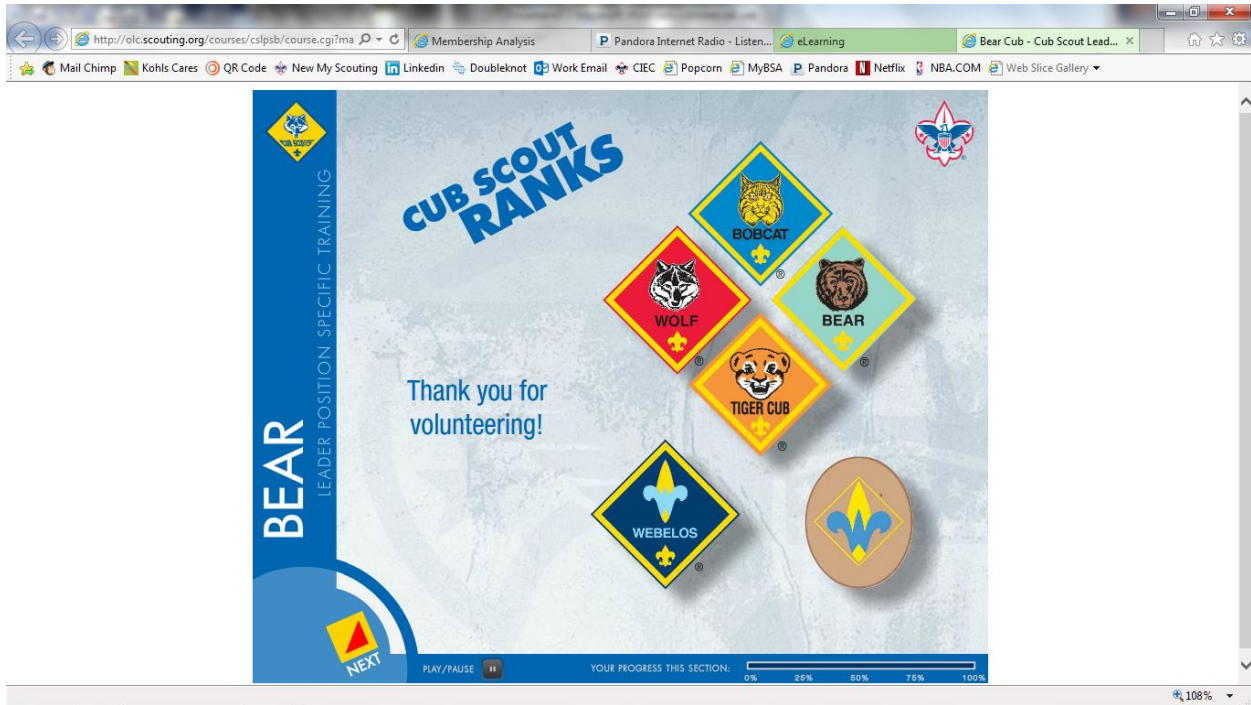 http://olc.scouting.org/courses/cslpsb/course.cgi?ma
Membership Analysis
P Pandora Internet Radio - Listen...
eLearning
Bear Cub - Cub Scout Lead...
Mail Chimp Kohls Cares QR Code New My Scouting Linkedin Doubleknot Work Email CIEC Popcorn MyBSA Pandora Netflix NBA.COM Web Slice Gallery
CUB SCOUTS
BEAR
LEADER POSITION SPECIFIC TRAINING
CUB SCOUT
RANKS
BOBCAT
®
WOLF
®
BEAR
®
TIGER CUB
®
Thank you for
volunteering!
WEBELOS
®
NEXT
PLAY/PAUSE
YOUR PROGRESS THIS SECTION:
0% 25% 50% 75% 100%
108%